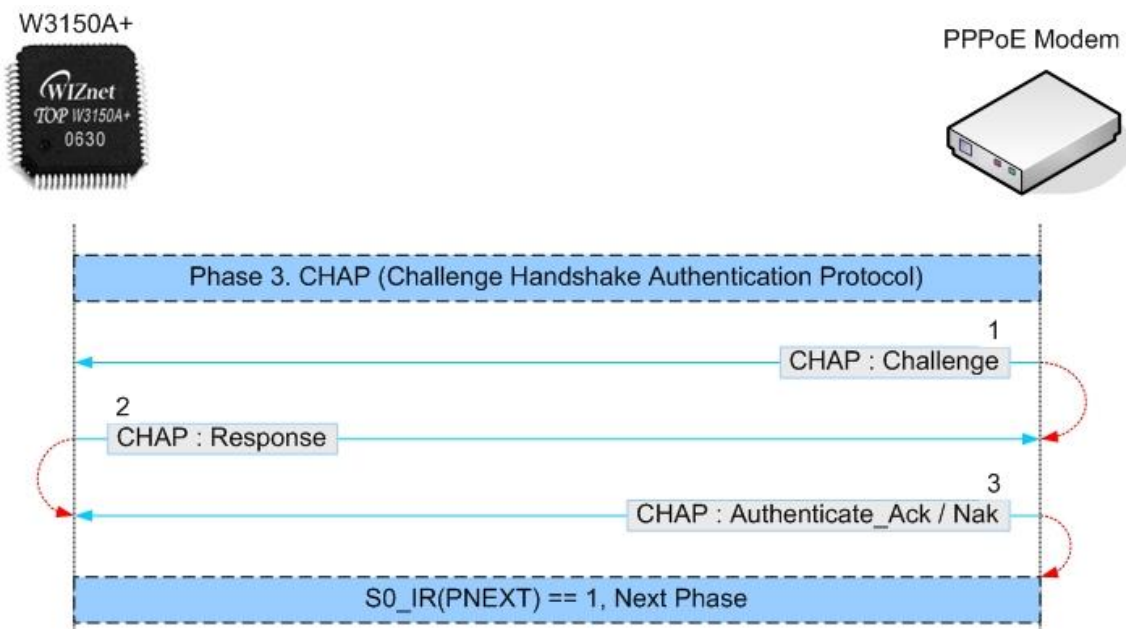 W3150A+
PPPoE Modem
WIZnet
TOP W3150A+
0630
Phase 3. CHAP (Challenge Handshake Authentication Protocol)
1
CHAP : Challenge
2
CHAP : Response
3
CHAP : Authenticate_Ack / Nak
S0_IR(PNEXT) == 1, Next Phase